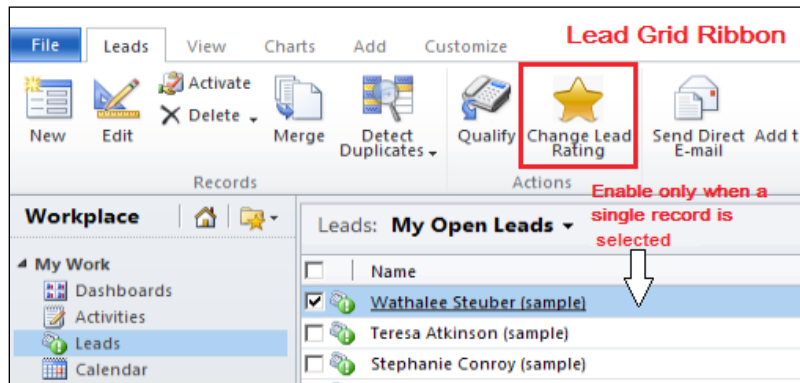 File Leads View Charts Add Customize Lead Grid Ribbon
Activate
Delete
New Edit Merge Detect Duplicates Qualify Change Lead Rating Send Direct E-mail Add t
Records Actions
Enable only when a
single record is
selected
Workplace
Leads: My Open Leads
My Work
Name
Dashboards
Wathalee Steuber (sample)
Activities
Teresa Atkinson (sample)
Leads
Stephanie Conroy (sample)
Calendar